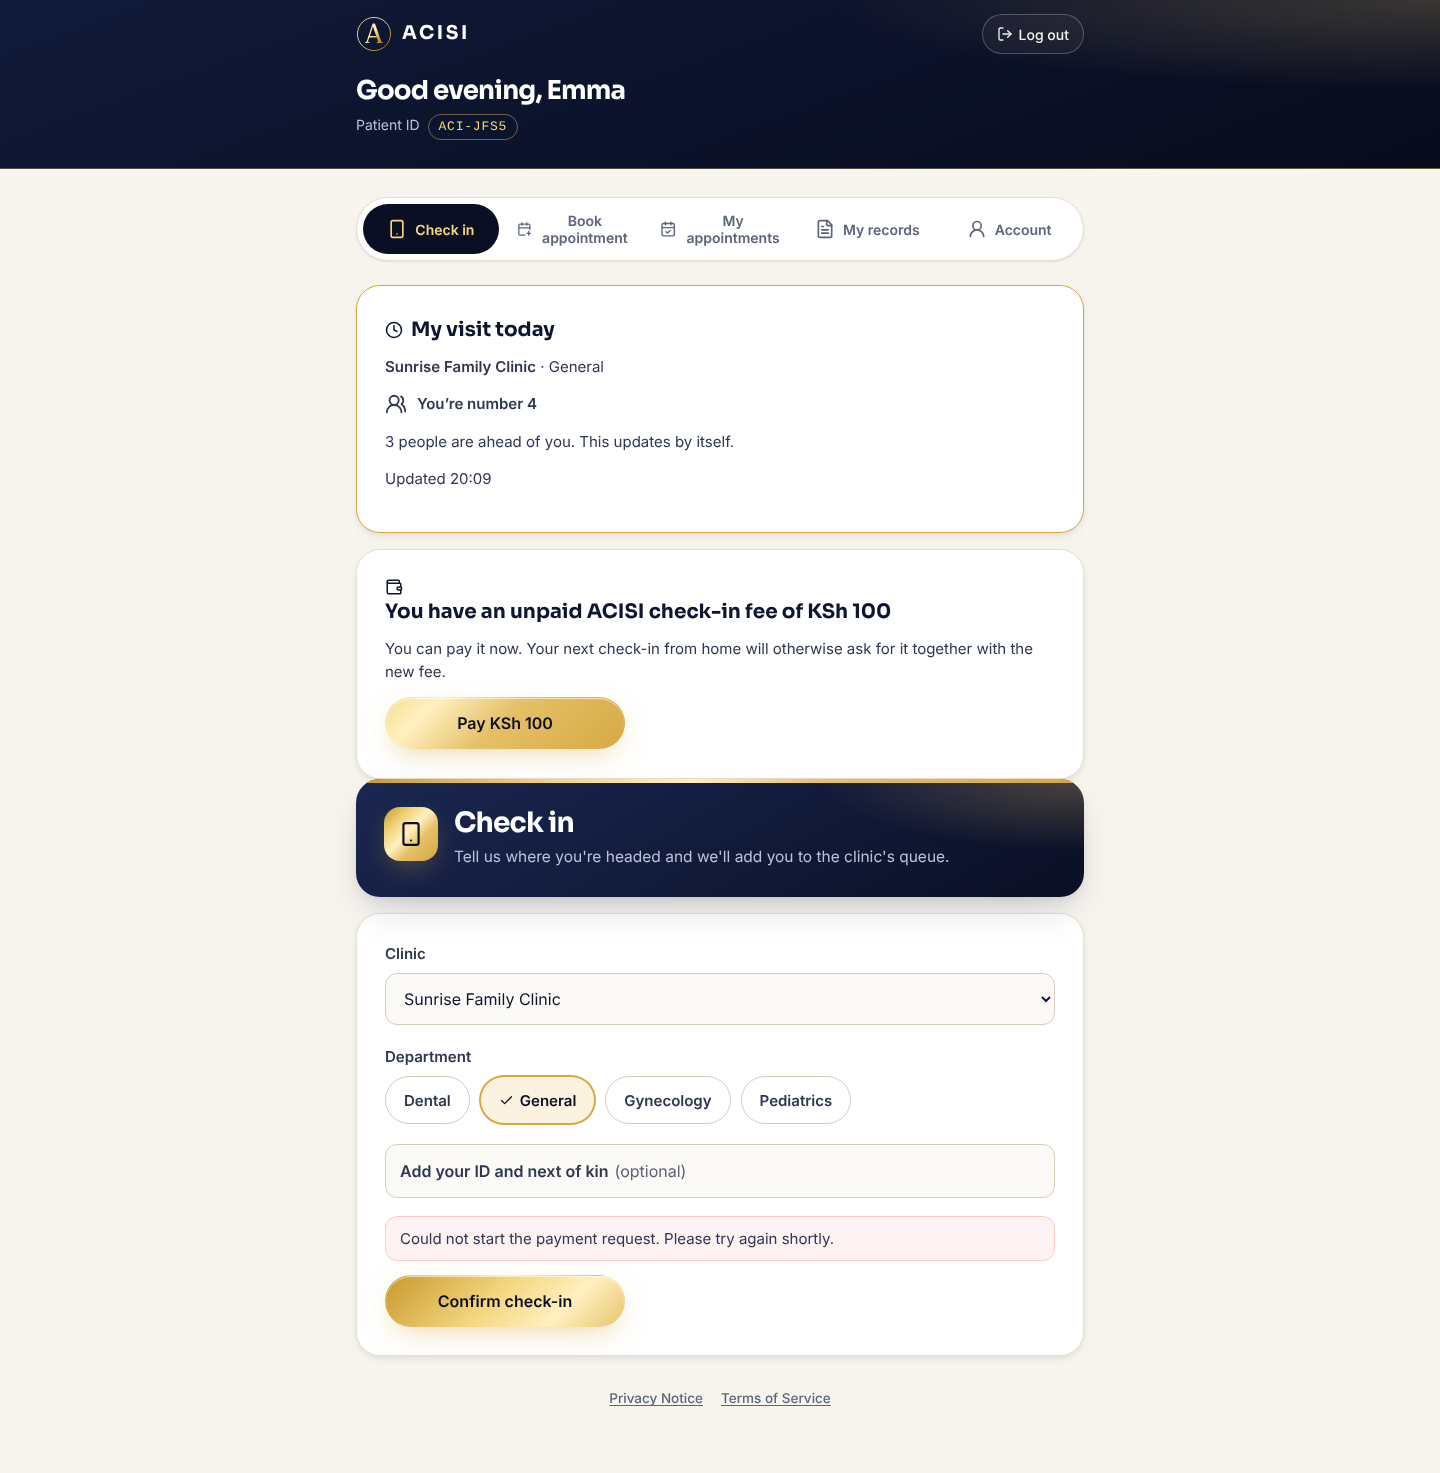 A ACISI
Log out
Good evening, Emma
Patient ID ACI-JFS5
Check in
Book
appointment
My
appointments
My records
Account
My visit today
Sunrise Family Clinic · General
You’re number 4
3 people are ahead of you. This updates by itself.
Updated 20:09
You have an unpaid ACISI check-in fee of KSh 100
You can pay it now. Your next check-in from home will otherwise ask for it together with the
new fee.
Pay KSh 100
Check in
Tell us where you're headed and we'll add you to the clinic's queue.
Clinic
Sunrise Family Clinic
Department
Dental
General
Gynecology
Pediatrics
Add your ID and next of kin (optional)
Could not start the payment request. Please try again shortly.
Confirm check-in
Privacy Notice
Terms of Service